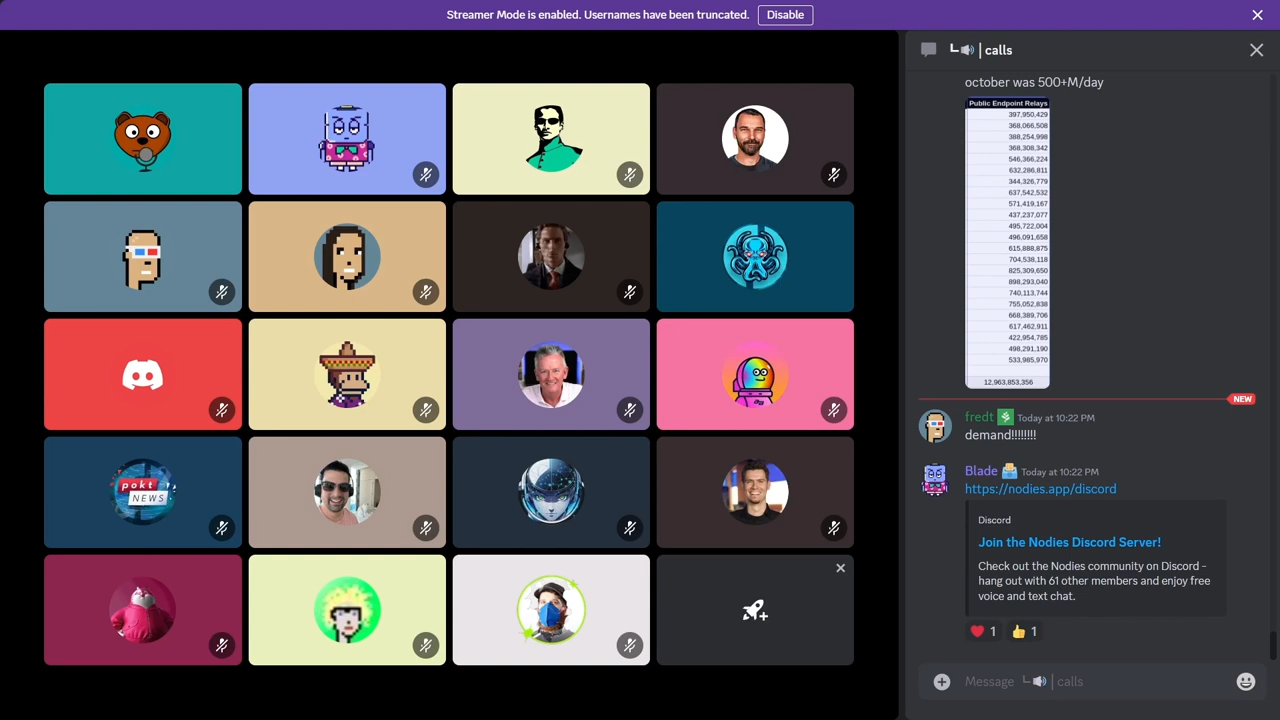 Streamer Mode is enabled. Usernames have been truncated.
Disable
calls
october was 500+M/day
Public Endpoint Relays
397,950,429
368,066,508
388,254,998
368,308,342
546,366,224
632,286,811
344,326,779
637,542,532
571,419,167
437,237,077
495,722,004
496,091,658
615,888,875
704,538,118
825,309,650
898,293,040
740,113,744
755,052,838
668,389,706
617,462,911
422,954,785
498,291,190
533,985,970
12,963,853,356
NEW
fredt Today at 10:22 PM
demand!!!!!!!!
Blade Today at 10:22 PM
https://nodies.app/discord
Discord
Join the Nodies Discord Server!
Check out the Nodies community on Discord -
hang out with 61 other members and enjoy free
voice and text chat.
1 1
Message calls
pokt
NEWS